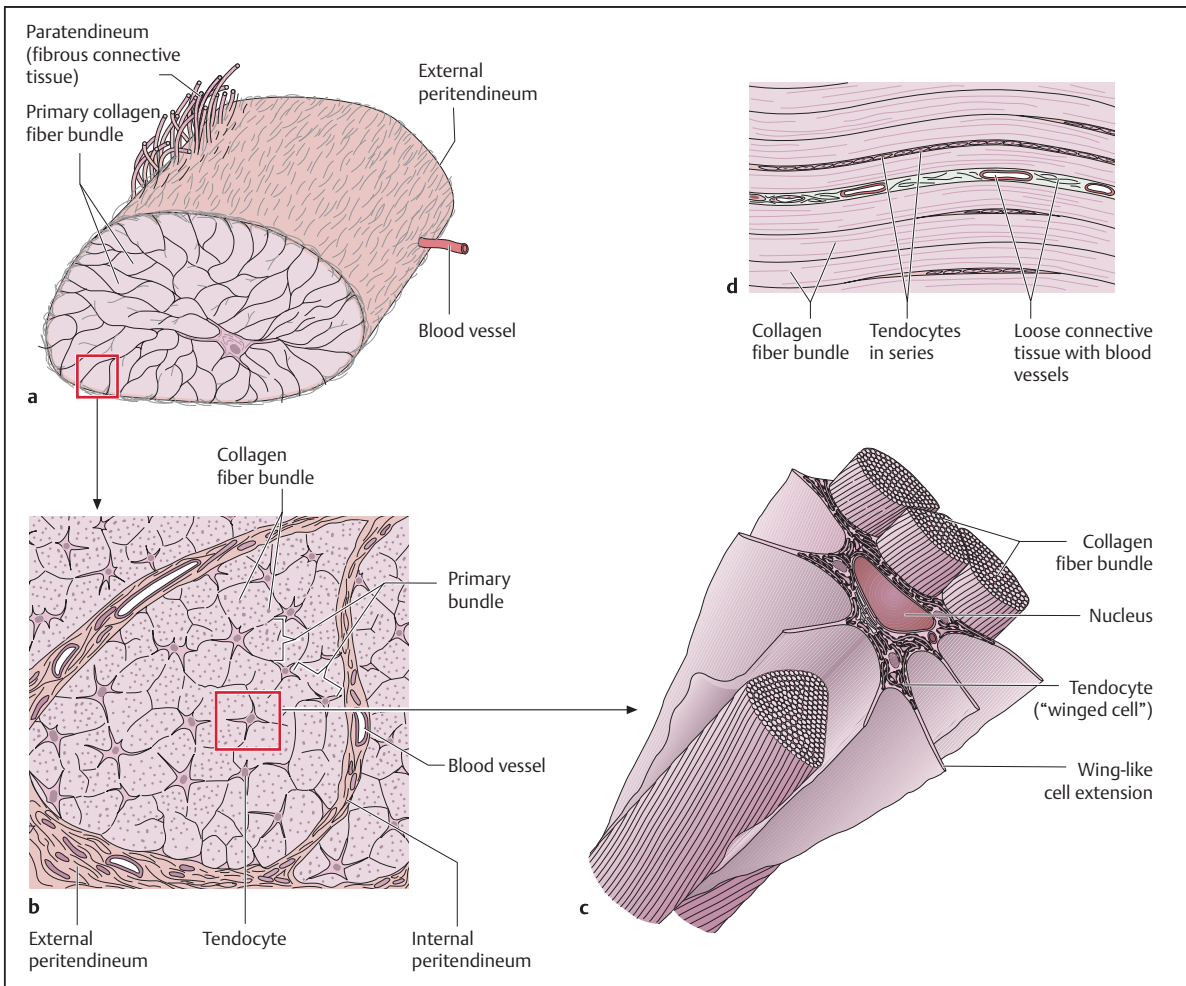 Paratendineum
(fibrous connective
tissue)
Primary collagen
fiber bundle
External
peritendineum
Blood vessel
a
d
Collagen
fiber bundle
Tendocytes
in series
Loose connective
tissue with blood
vessels
Collagen
fiber bundle
Primary
bundle
Blood vessel
b
External
peritendineum
Tendocyte
Internal
peritendineum
Collagen
fiber bundle
Nucleus
Tendocyte
(“winged cell”)
Wing-like
cell extension
c